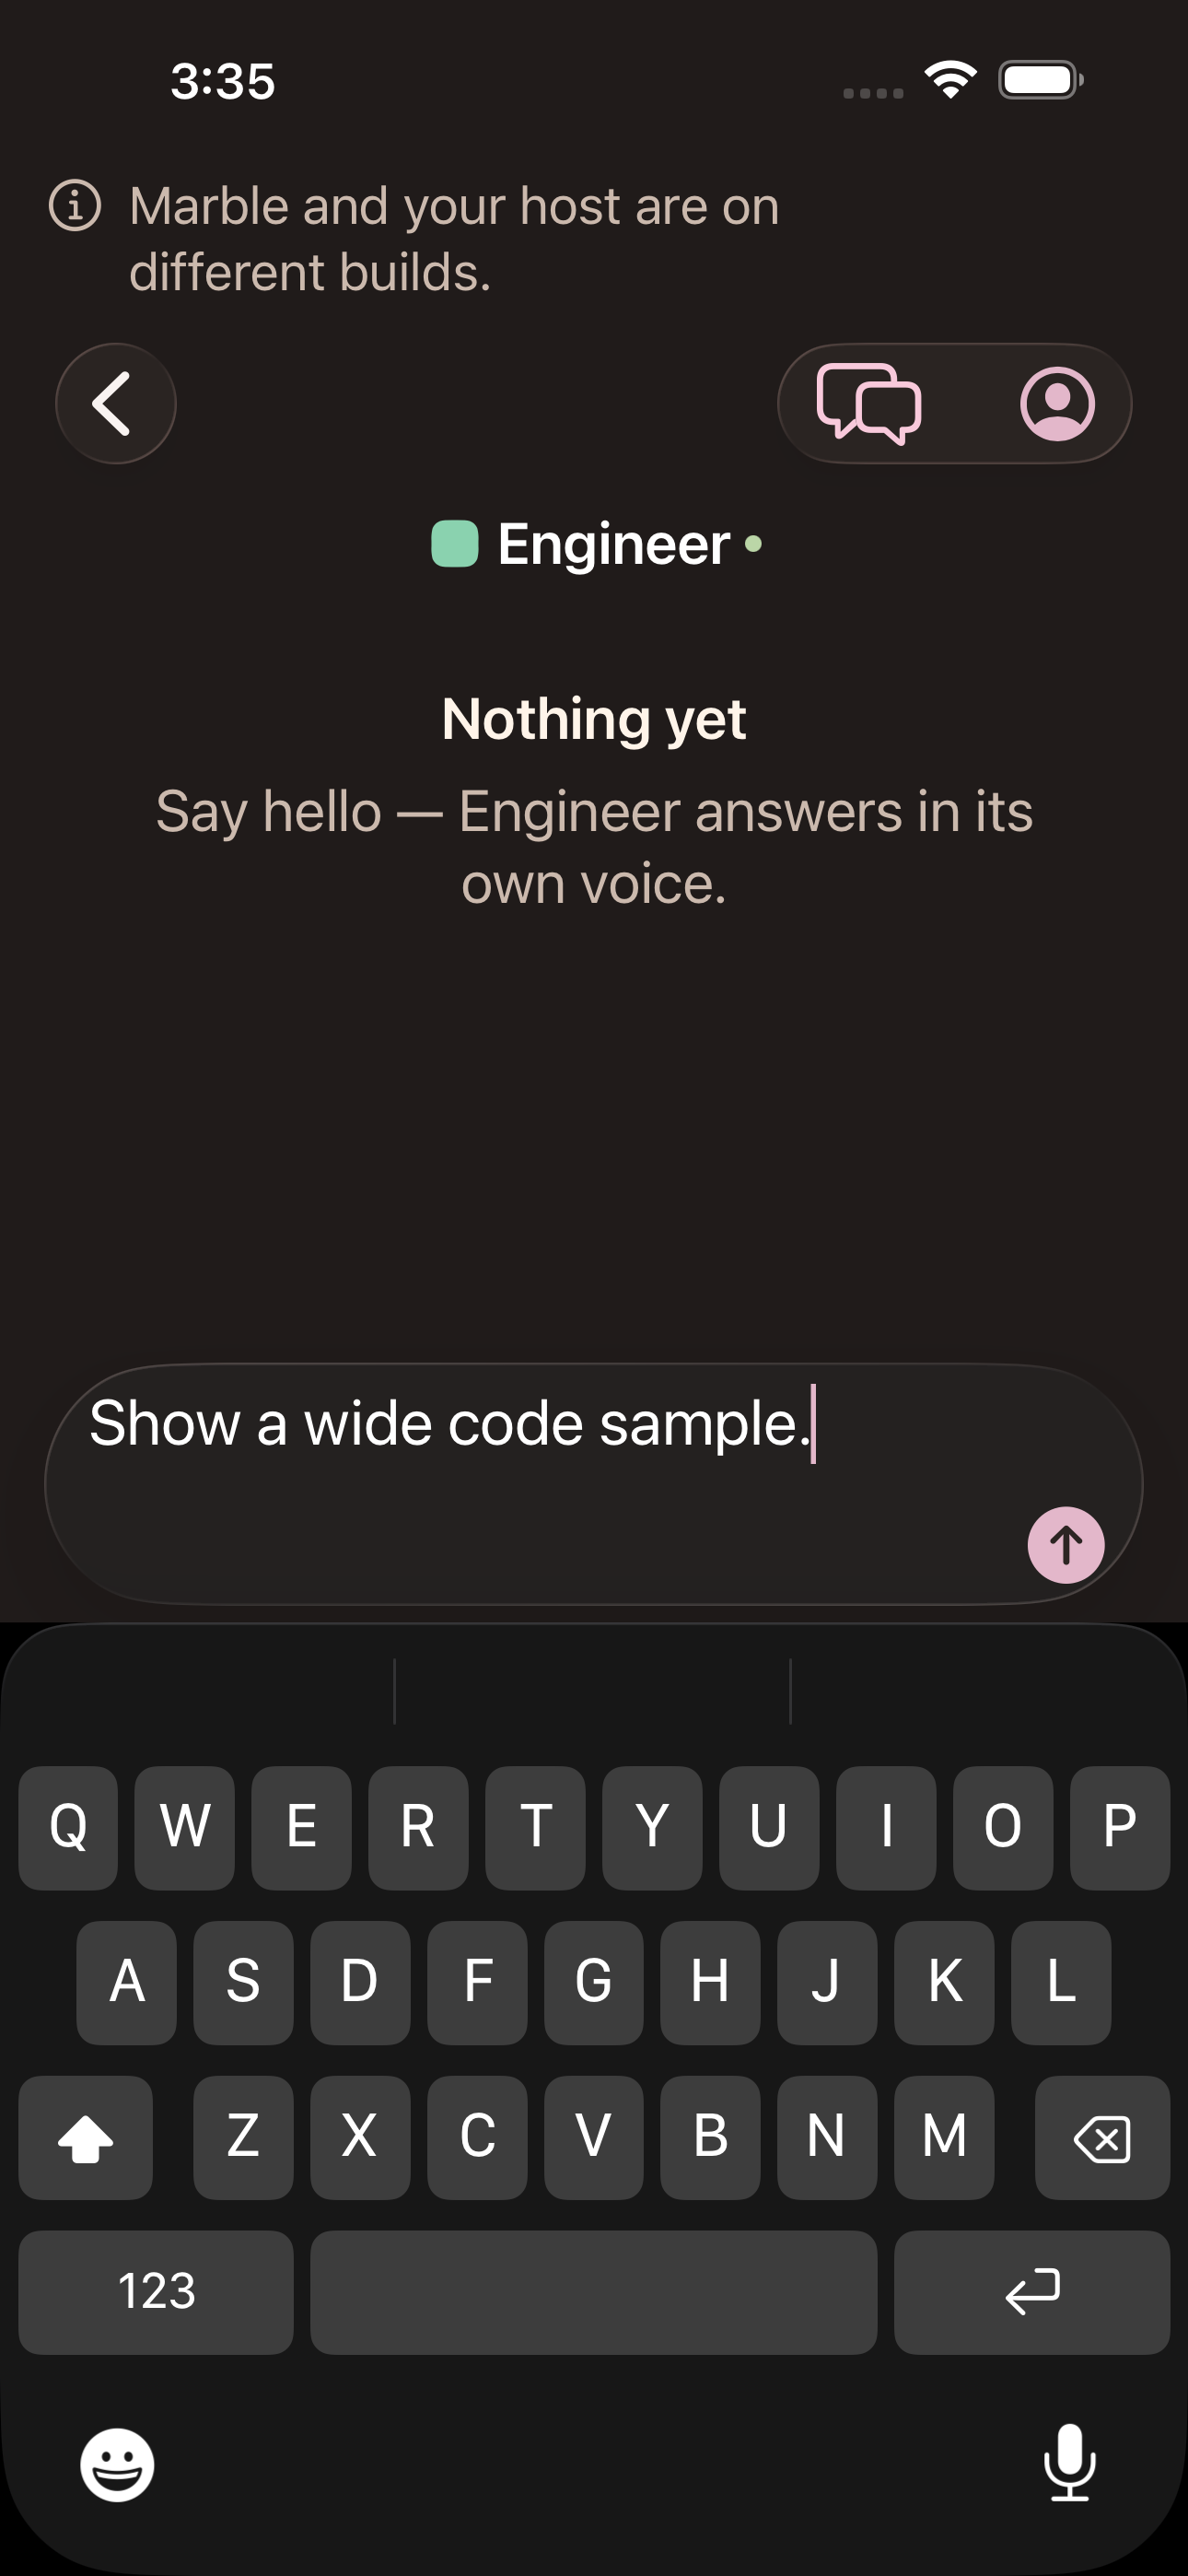 3:35
Marble and your host are on
different builds.
Engineer
Nothing yet
Say hello — Engineer answers in its
own voice.
Show a wide code sample.
Q W E R T Y U I O P
A S D F G H J K L
Z X C V B N M
123